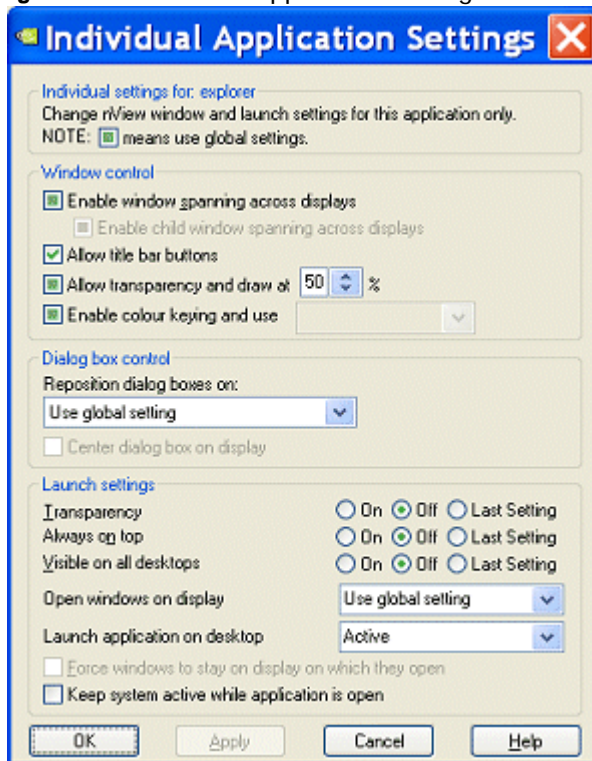 Individual Application Settings
Individual settings for: explorer
Change nView window and launch settings for this application only.
NOTE: means use global settings.
Window control
Enable window spanning across displays
Enable child window spanning across displays
Allow title bar buttons
Allow transparency and draw at 50 %
Enable colour keying and use
Dialog box control
Reposition dialog boxes on:
Use global setting
Center dialog box on display
Launch settings
Transparency On Off Last Setting
Always on top On Off Last Setting
Visible on all desktops On Off Last Setting
Open windows on display Use global setting
Launch application on desktop Active
Force windows to stay on display on which they open
Keep system active while application is open
OK Apply Cancel Help